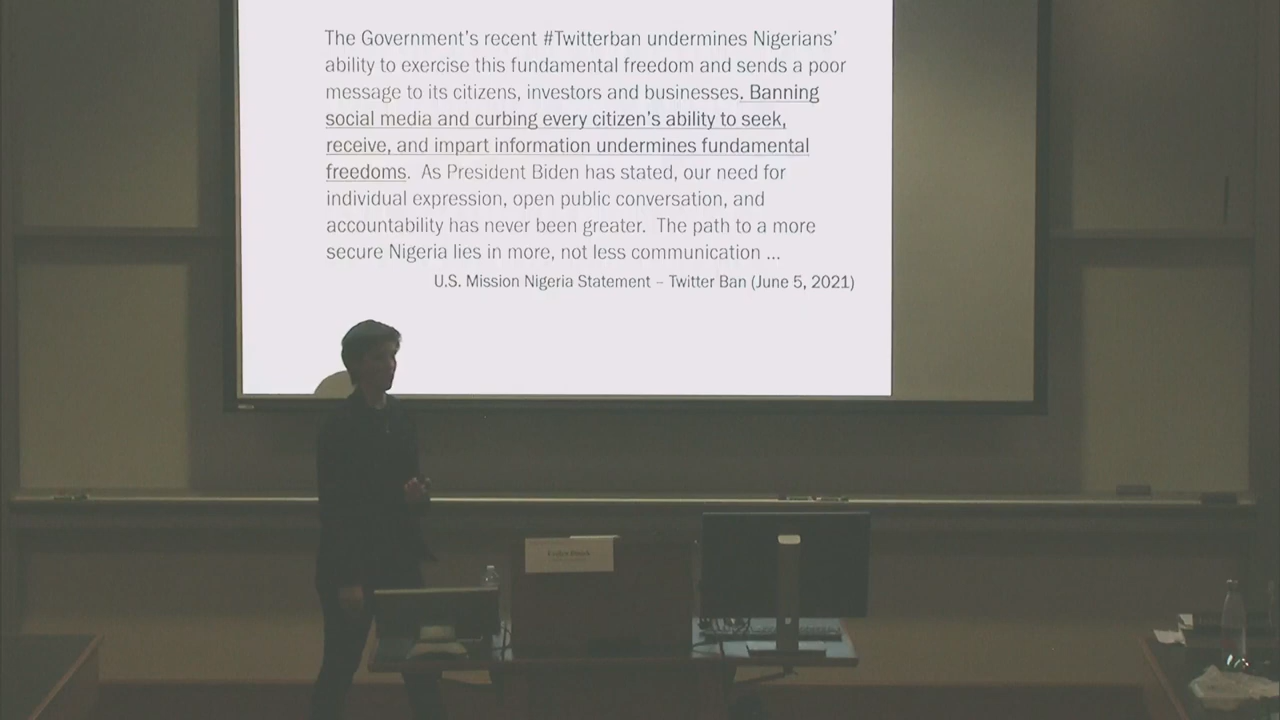 The Government's recent #Twitterban undermines Nigerians'
ability to exercise this fundamental freedom and sends a poor
message to its citizens, investors and businesses. Banning
social media and curbing every citizen's ability to seek,
receive, and impart information undermines fundamental
freedoms.  As President Biden has stated, our need for
individual expression, open public conversation, and
accountability has never been greater.  The path to a more
secure Nigeria lies in more, not less communication ...
U.S. Mission Nigeria Statement – Twitter Ban (June 5, 2021)